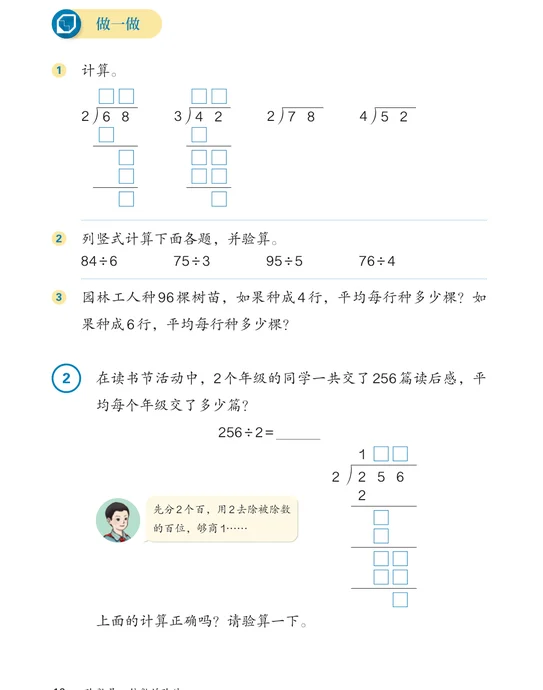 做一做
1 计算。
2)68 3)42 2)78 4)52
2 列竖式计算下面各题，并验算。
84÷6 75÷3 95÷5 76÷4
3 园林工人种96棵树苗，如果种成4行，平均每行种多少棵？如
果种成6行，平均每行种多少棵？
2 在读书节活动中，2个年级的同学一共交了256篇读后感，平
均每个年级交了多少篇？
256÷2=______
1
2)256
2
先分2个百，用2去除被除数
的百位，够商1……
上面的计算正确吗？请验算一下。